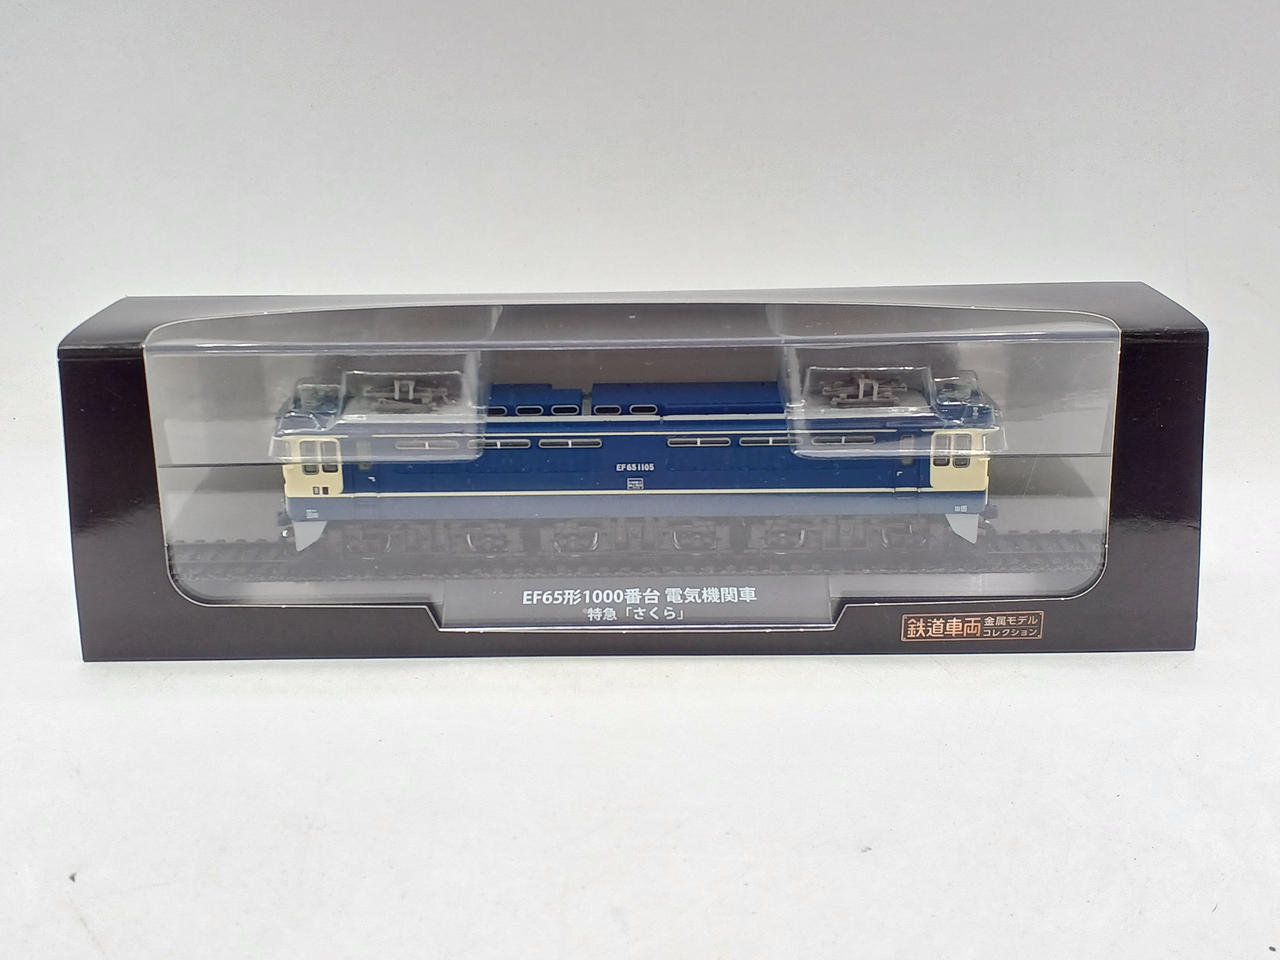 EF65 1105
EF65形1000番台 電気機関車
特急「さくら」
鉄道車両 金属モデル
コレクション